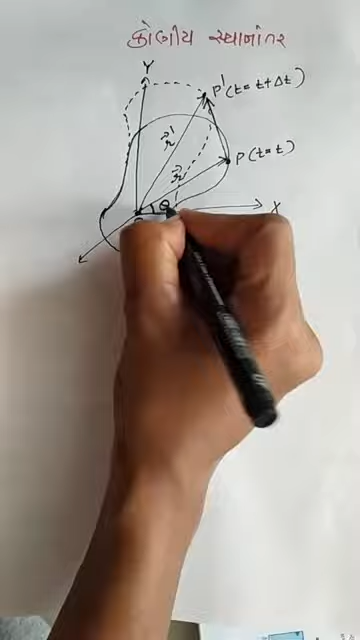 કોણીય સ્થાનાંતર
Y
P'(t=t+Δt)
r⃗'
P(t=t)
r⃗
θ
X